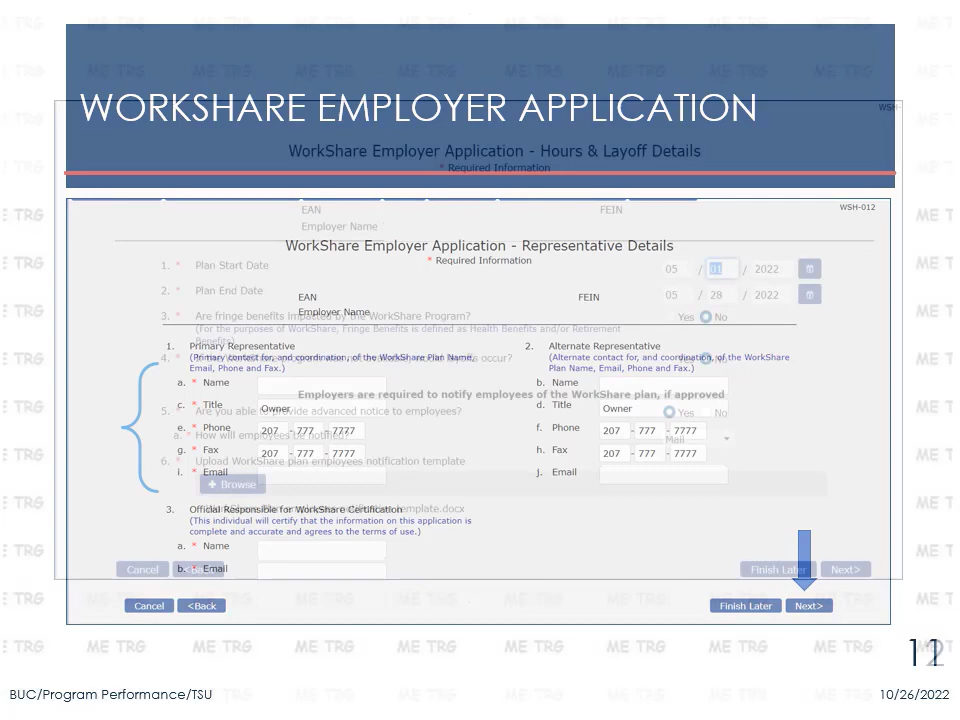 WORKSHARE EMPLOYER APPLICATION
WSH-
WorkShare Employer Application - Hours & Layoff Details
* Required Information
EAN FEIN
Employer Name
WSH-012
WorkShare Employer Application - Representative Details
* Required Information
1. * Plan Start Date 05 / 01 / 2022
2. * Plan End Date 05 / 28 / 2022
EAN FEIN
Employer Name
3. * Are fringe benefits impacted by the WorkShare Program? Yes No
(For the purposes of WorkShare, Fringe Benefits is defined as Health Benefits and/or Retirement
Benefits)
1. Primary Representative 2. Alternate Representative
(Primary contact for, and coordination, of the WorkShare Plan Name, (Alternate contact for, and coordination, of the WorkShare
Email, Phone and Fax.) Plan Name, Email, Phone and Fax.)
4. * occur? Yes No
a. * Name b. Name
Employers are required to notify employees of the WorkShare plan, if approved
c. * Title Owner d. Title Owner
5. * Are you able to provide advanced notice to employees? Yes No
e. * Phone 207 - 777 - 7777 f. Phone 207 - 777 - 7777
a. * How will employees be notified? Mail
g. * Fax 207 - 777 - 7777 h. Fax 207 - 777 - 7777
6. * Upload WorkShare plan employees notification template
i. * Email j. Email
+ Browse
3. Official Responsible for WorkShare Certification
template.docx
(This individual will certify that the information on this application is
complete and accurate and agrees to the terms of use.)
a. * Name
b. * Email
Cancel <Back Finish Later Next>
Cancel <Back Finish Later Next>
BUC/Program Performance/TSU 10/26/2022